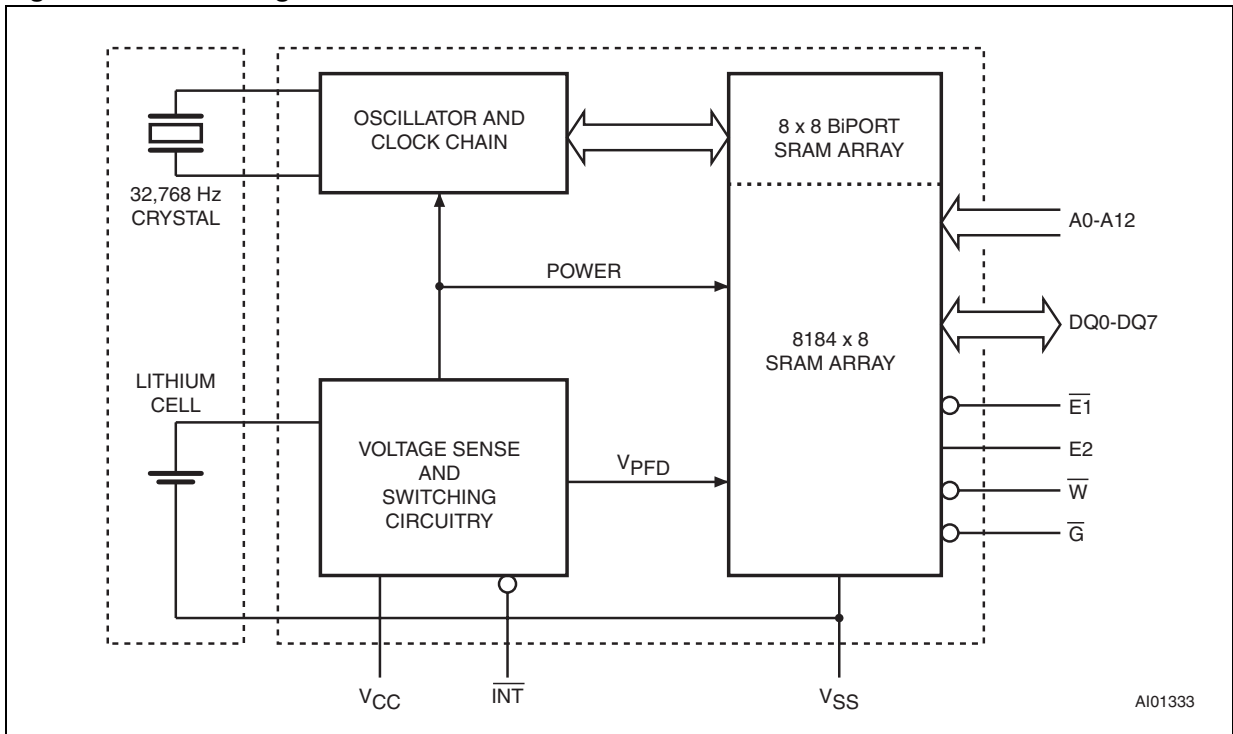 OSCILLATOR AND
CLOCK CHAIN
8 x 8 BiPORT
SRAM ARRAY
32,768 Hz
CRYSTAL
A0-A12
POWER
DQ0-DQ7
8184 x 8
SRAM ARRAY
LITHIUM
CELL
E1
VOLTAGE SENSE
AND
SWITCHING
CIRCUITRY
VPFD
E2
W
G
VCC
INT
VSS
AI01333